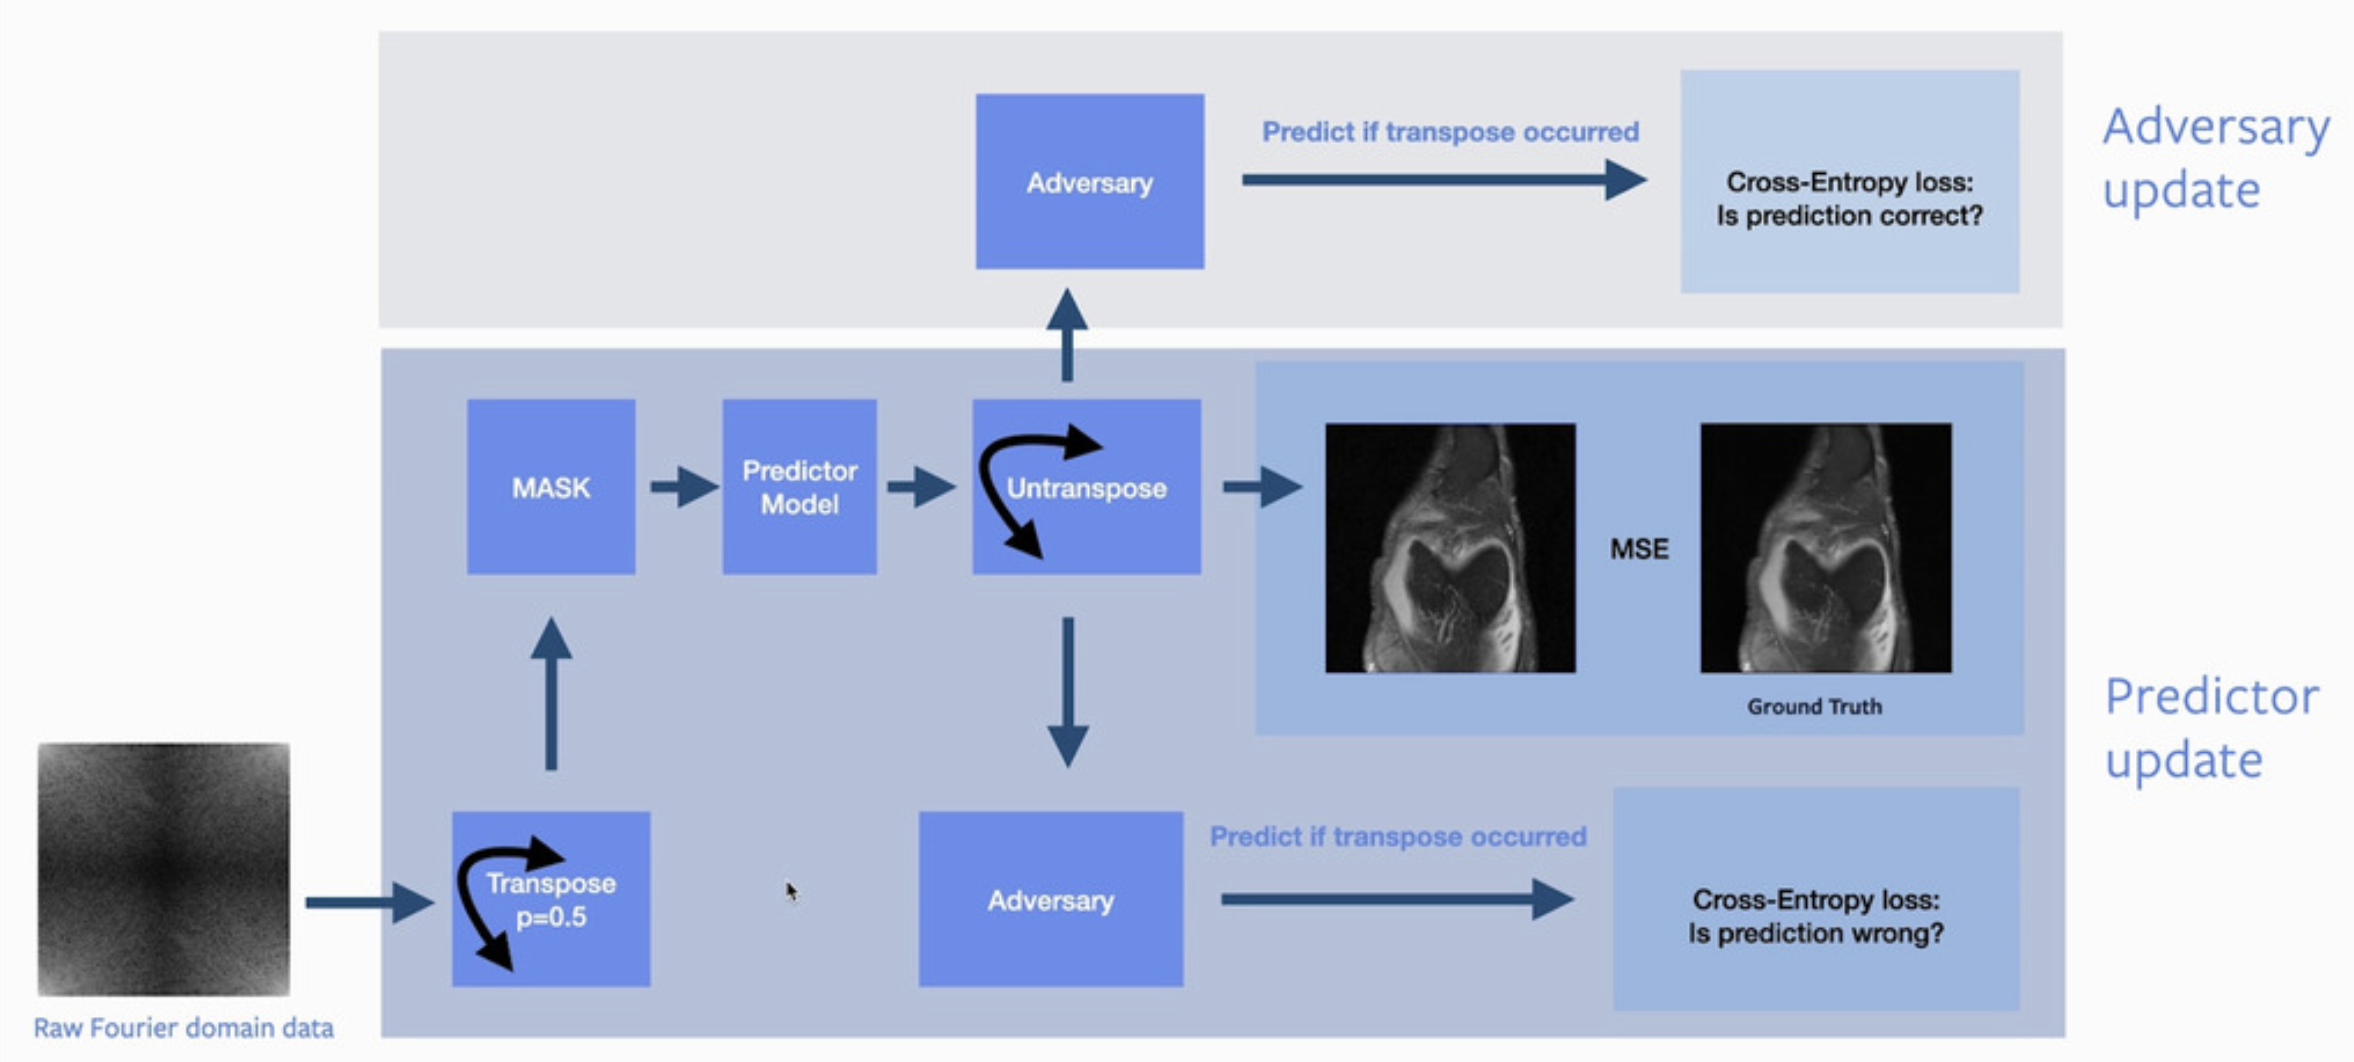 Adversary
Predict if transpose occurred
Cross-Entropy loss:
Is prediction correct?
Adversary
update
MASK
Predictor
Model
Untranspose
MSE
Ground Truth
Predictor
update
Transpose
p=0.5
Adversary
Predict if transpose occurred
Cross-Entropy loss:
Is prediction wrong?
Raw Fourier domain data